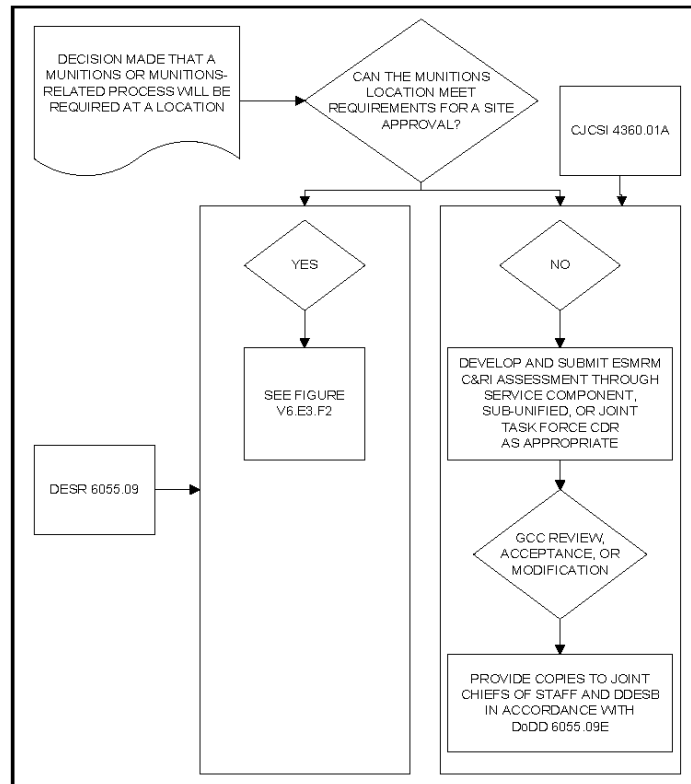 DECISION MADE THAT A
MUNITIONS OR MUNITIONS-
RELATED PROCESS WILL BE
REQUIRED AT A LOCATION
CAN THE MUNITIONS
LOCATION MEET
REQUIREMENTS FOR A SITE
APPROVAL?
CJCSI 4360.01A
YES
SEE FIGURE
V6.E3.F2
DESR 6055.09
NO
DEVELOP AND SUBMIT ESMRM
C&RI ASSESSMENT THROUGH
SERVICE COMPONENT,
SUB-UNIFIED, OR JOINT
TASK FORCE CDR
AS APPROPRIATE
GCC REVIEW,
ACCEPTANCE, OR
MODIFICATION
PROVIDE COPIES TO JOINT
CHIEFS OF STAFF AND DDESB
IN ACCORDANCE WITH
DoDD 6055.09E